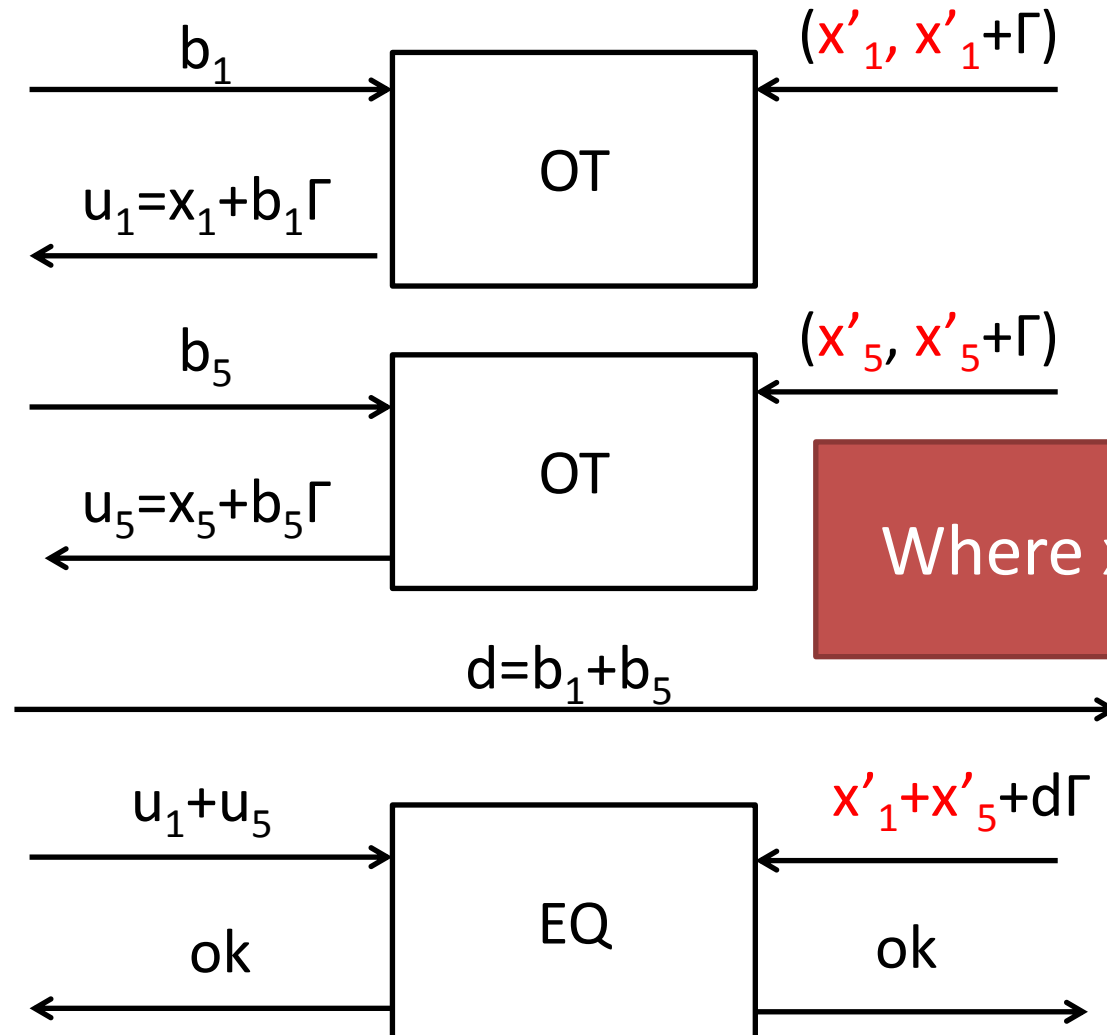 b₁
(x'₁, x'₁+Γ)
OT
u₁=x₁+b₁Γ
b₅
(x'₅, x'₅+Γ)
OT
u₅=x₅+b₅Γ
Where
d=b₁+b₅
u₁+u₅
x'₁+x'₅+dΓ
EQ
ok
ok